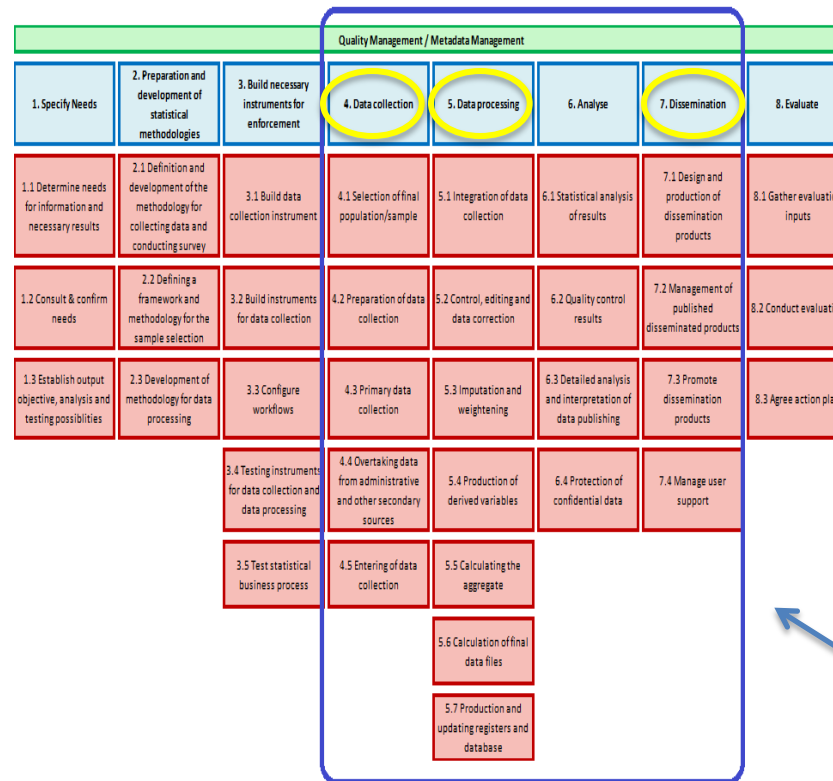 Quality Management / Metadata Management
1. Specify Needs
2. Preparation and
development of
statistical
methodologies
3. Build necessary
instruments for
enforcement
4. Data collection
5. Data processing
6. Analyse
7. Dissemination
8. Evaluate
1.1 Determine needs
for information and
necessary results
2.1 Definition and
development of the
methodology for
collecting data and
conducting survey
3.1 Build data
collection instrument
4.1 Selection of final
population/sample
5.1 Integration of data
collection
6.1 Statistical analysis
of results
7.1 Design and
production of
dissemination
products
8.1 Gather evaluatio
inputs
1.2 Consult & confirm
needs
2.2 Defining a
framework and
methodology for the
sample selection
3.2 Build instruments
for data collection
4.2 Preparation of data
collection
5.2 Control, editing and
data correction
6.2 Quality control
results
7.2 Management of
published
disseminated products
8.2 Conduct evaluati
1.3 Establish output
objective, analysis and
testing possiblities
2.3 Development of
methodology for data
processing
3.3 Configure
workflows
4.3 Primary data
collection
5.3 Imputation and
weightening
6.3 Detailed analysis
and interpretation of
data publishing
7.3 Promote
dissemination
products
8.3 Agree action pla
3.4 Testing instruments
for data collection and
data processing
4.4 Overtaking data
from administrative
and other secondary
sources
5.4 Production of
derived variables
6.4 Protection of
confidential data
7.4 Manage user
support
3.5 Test statistical
business process
4.5 Entering of data
collection
5.5 Calculating the
aggregate
5.6 Calculation of final
data files
5.7 Production and
updating registers and
database